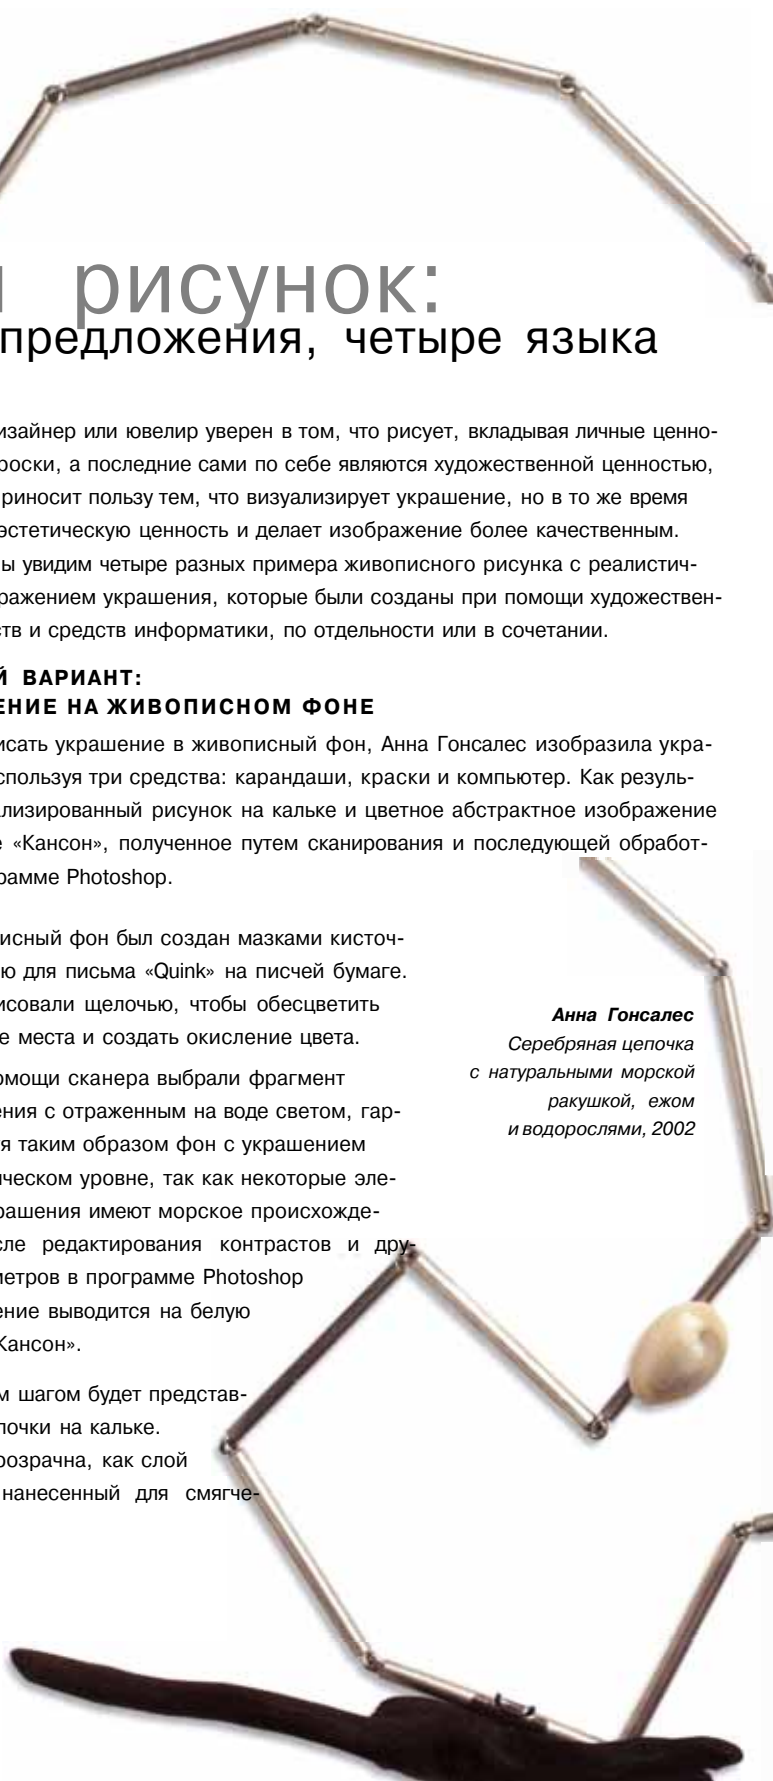 рисунок:
предложения, четыре языка
изайнер или ювелир уверен в том, что рисует, вкладывая личные ценно-
роски, а последние сами по себе являются художественной ценностью,
риносит пользу тем, что визуализирует украшение, но в то же время
эстетическую ценность и делает изображение более качественным.
ы увидим четыре разных примера живописного рисунка с реалистич-
ражением украшения, которые были созданы при помощи художествен-
ств и средств информатики, по отдельности или в сочетании.
Й ВАРИАНТ:
ЕНИЕ НА ЖИВОПИСНОМ ФОНЕ
исать украшение в живописный фон, Анна Гонсалес изобразила укра-
спользуя три средства: карандаши, краски и компьютер. Как резуль-
ализированный рисунок на кальке и цветное абстрактное изображение
е «Кансон», полученное путем сканирования и последующей обработ-
рамме Photoshop.
исный фон был создан мазками кисточ-
ю для письма «Quink» на писчей бумаге.
исовали щелочью, чтобы обесцветить
е места и создать окисление цвета.
омощи сканера выбрали фрагмент
ения с отраженным на воде светом, гар-
я таким образом фон с украшением
ическом уровне, так как некоторые эле-
рашения имеют морское происхожде-
сле редактирования контрастов и дру-
метров в программе Photoshop
ение выводится на белую
Кансон».
м шагом будет представ-
почки на кальке.
розрачна, как слой
нанесенный для смягче-
Анна Гонсалес
Серебряная цепочка
с натуральными морской
ракушкой, ежом
и водорослями, 2002